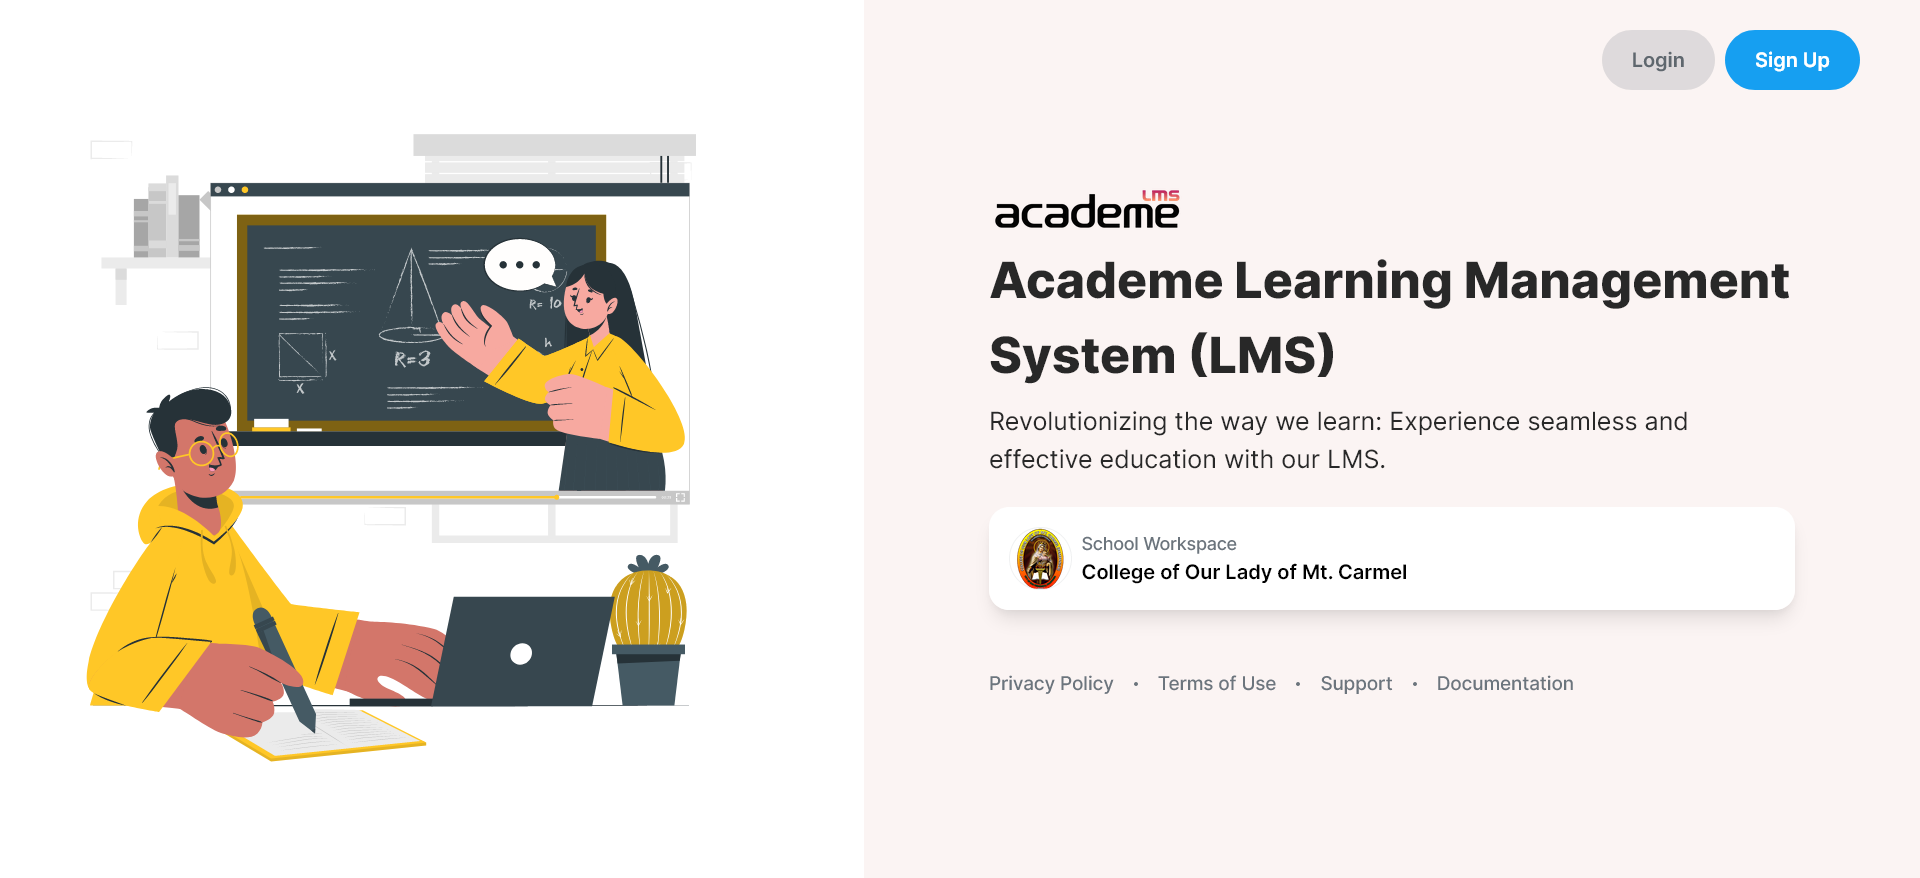 Login
Sign Up
LMS
academe
Academe Learning Management
System (LMS)
Revolutionizing the way we learn: Experience seamless and
effective education with our LMS.
School Workspace
College of Our Lady of Mt. Carmel
Privacy Policy • Terms of Use • Support • Documentation
R= 10
h
R=3
X
X